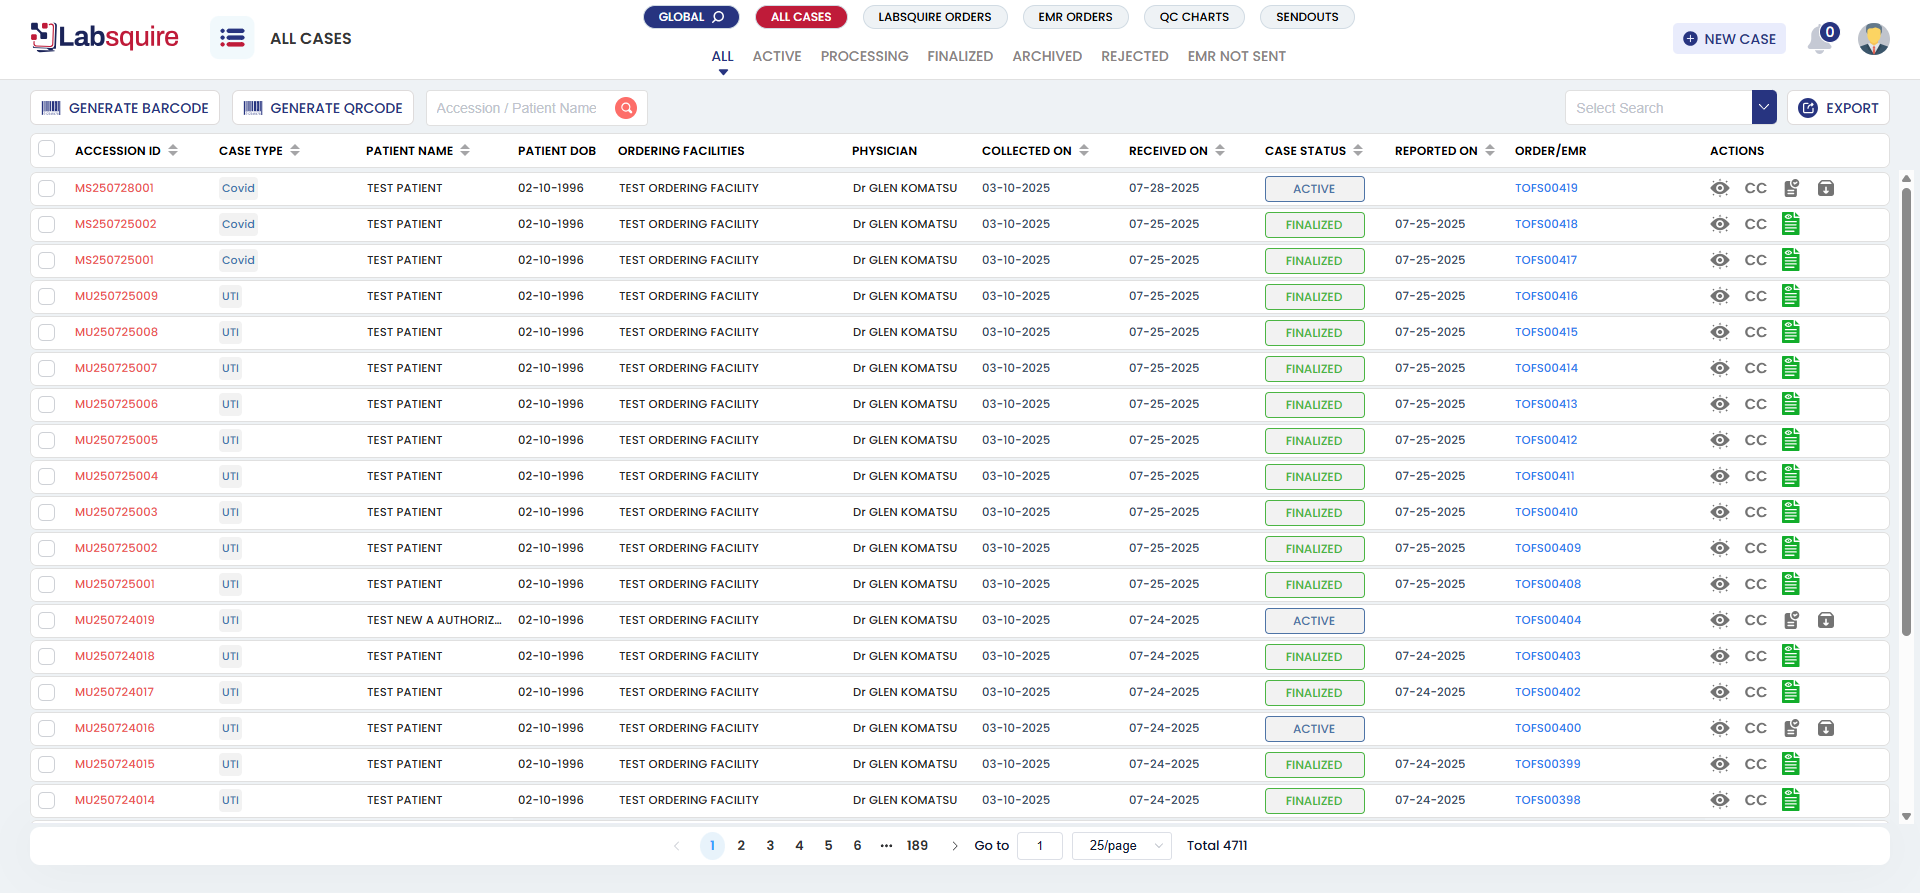 Labsquire
ALL CASES
GLOBAL ALL CASES LABSQUIRE ORDERS EMR ORDERS QC CHARTS SENDOUTS
ALL ACTIVE PROCESSING FINALIZED ARCHIVED REJECTED EMR NOT SENT
NEW CASE 0
GENERATE BARCODE GENERATE QRCODE Accession / Patient Name Select Search EXPORT
ACCESSION ID CASE TYPE PATIENT NAME PATIENT DOB ORDERING FACILITIES PHYSICIAN COLLECTED ON RECEIVED ON CASE STATUS REPORTED ON ORDER/EMR ACTIONS
MS250728001 Covid TEST PATIENT 02-10-1996 TEST ORDERING FACILITY Dr GLEN KOMATSU 03-10-2025 07-28-2025 ACTIVE TOFS00419 CC
MS250725002 Covid TEST PATIENT 02-10-1996 TEST ORDERING FACILITY Dr GLEN KOMATSU 03-10-2025 07-25-2025 FINALIZED 07-25-2025 TOFS00418 CC
MS250725001 Covid TEST PATIENT 02-10-1996 TEST ORDERING FACILITY Dr GLEN KOMATSU 03-10-2025 07-25-2025 FINALIZED 07-25-2025 TOFS00417 CC
MU250725009 UTI TEST PATIENT 02-10-1996 TEST ORDERING FACILITY Dr GLEN KOMATSU 03-10-2025 07-25-2025 FINALIZED 07-25-2025 TOFS00416 CC
MU250725008 UTI TEST PATIENT 02-10-1996 TEST ORDERING FACILITY Dr GLEN KOMATSU 03-10-2025 07-25-2025 FINALIZED 07-25-2025 TOFS00415 CC
MU250725007 UTI TEST PATIENT 02-10-1996 TEST ORDERING FACILITY Dr GLEN KOMATSU 03-10-2025 07-25-2025 FINALIZED 07-25-2025 TOFS00414 CC
MU250725006 UTI TEST PATIENT 02-10-1996 TEST ORDERING FACILITY Dr GLEN KOMATSU 03-10-2025 07-25-2025 FINALIZED 07-25-2025 TOFS00413 CC
MU250725005 UTI TEST PATIENT 02-10-1996 TEST ORDERING FACILITY Dr GLEN KOMATSU 03-10-2025 07-25-2025 FINALIZED 07-25-2025 TOFS00412 CC
MU250725004 UTI TEST PATIENT 02-10-1996 TEST ORDERING FACILITY Dr GLEN KOMATSU 03-10-2025 07-25-2025 FINALIZED 07-25-2025 TOFS00411 CC
MU250725003 UTI TEST PATIENT 02-10-1996 TEST ORDERING FACILITY Dr GLEN KOMATSU 03-10-2025 07-25-2025 FINALIZED 07-25-2025 TOFS00410 CC
MU250725002 UTI TEST PATIENT 02-10-1996 TEST ORDERING FACILITY Dr GLEN KOMATSU 03-10-2025 07-25-2025 FINALIZED 07-25-2025 TOFS00409 CC
MU250725001 UTI TEST PATIENT 02-10-1996 TEST ORDERING FACILITY Dr GLEN KOMATSU 03-10-2025 07-25-2025 FINALIZED 07-25-2025 TOFS00408 CC
MU250724019 UTI TEST NEW A AUTHORIZ... 02-10-1996 TEST ORDERING FACILITY Dr GLEN KOMATSU 03-10-2025 07-24-2025 ACTIVE TOFS00404 CC
MU250724018 UTI TEST PATIENT 02-10-1996 TEST ORDERING FACILITY Dr GLEN KOMATSU 03-10-2025 07-24-2025 FINALIZED 07-24-2025 TOFS00403 CC
MU250724017 UTI TEST PATIENT 02-10-1996 TEST ORDERING FACILITY Dr GLEN KOMATSU 03-10-2025 07-24-2025 FINALIZED 07-24-2025 TOFS00402 CC
MU250724016 UTI TEST PATIENT 02-10-1996 TEST ORDERING FACILITY Dr GLEN KOMATSU 03-10-2025 07-24-2025 ACTIVE TOFS00400 CC
MU250724015 UTI TEST PATIENT 02-10-1996 TEST ORDERING FACILITY Dr GLEN KOMATSU 03-10-2025 07-24-2025 FINALIZED 07-24-2025 TOFS00399 CC
MU250724014 UTI TEST PATIENT 02-10-1996 TEST ORDERING FACILITY Dr GLEN KOMATSU 03-10-2025 07-24-2025 FINALIZED 07-24-2025 TOFS00398 CC
1 2 3 4 5 6 ••• 189 Go to 1 25/page Total 4711